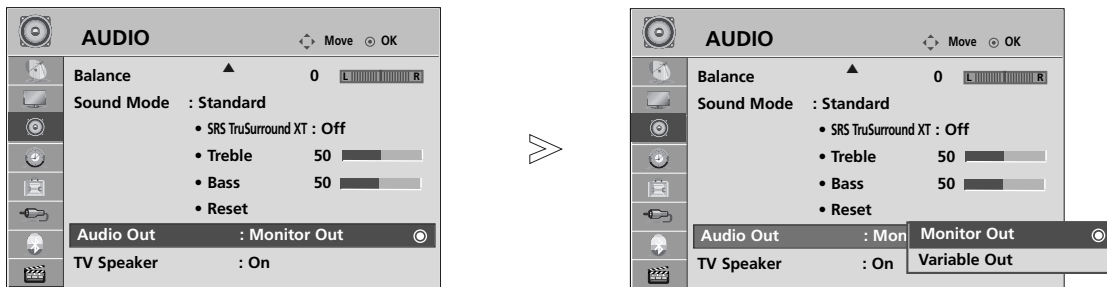 AUDIO Move OK
Balance 0 L R
Sound Mode : Standard
• SRS TruSurround XT : Off
• Treble 50
• Bass 50
• Reset
Audio Out : Monitor Out
TV Speaker : On
AUDIO Move OK
Balance 0 L R
Sound Mode : Standard
• SRS TruSurround XT : Off
• Treble 50
• Bass 50
• Reset
Audio Out : Mon Monitor Out
TV Speaker : On Variable Out